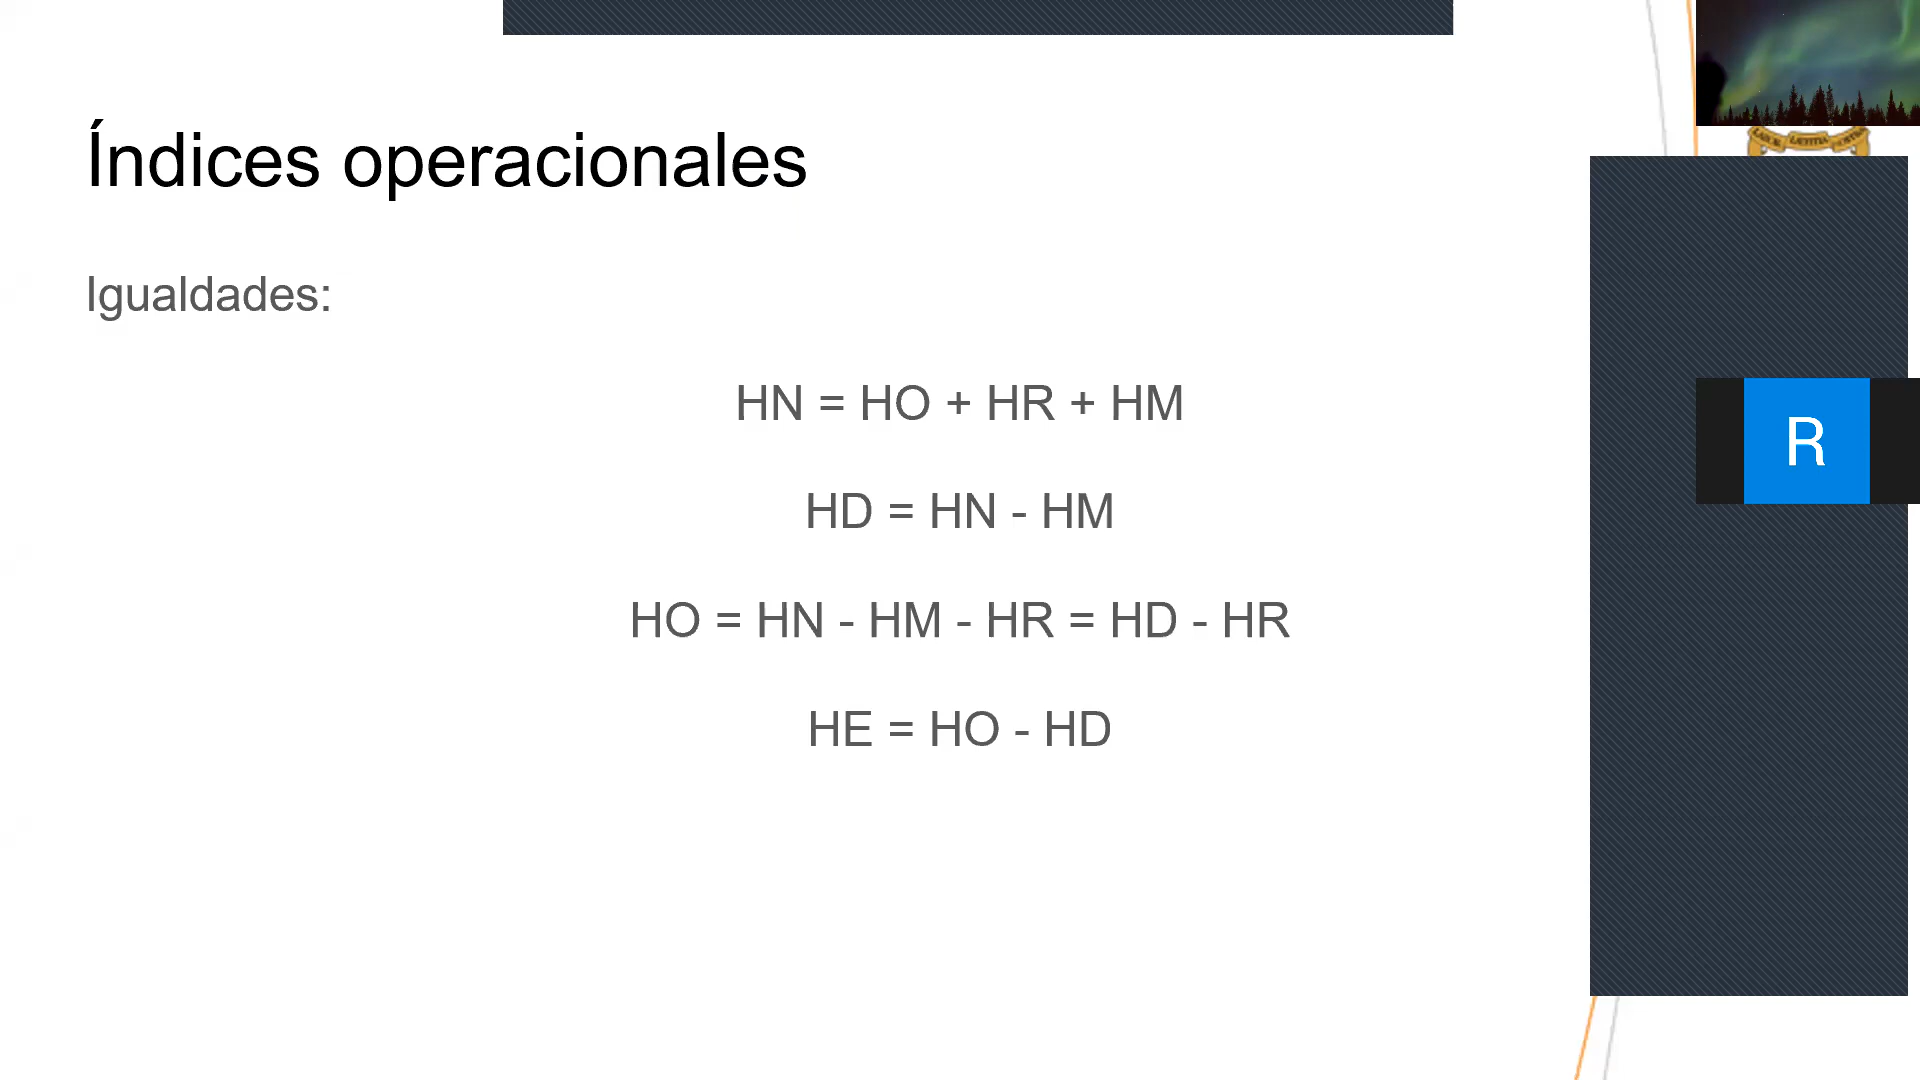 Índices operacionales
Igualdades:
HN = HO + HR + HM
HD = HN - HM
HO = HN - HM - HR = HD - HR
HE = HO - HD
R